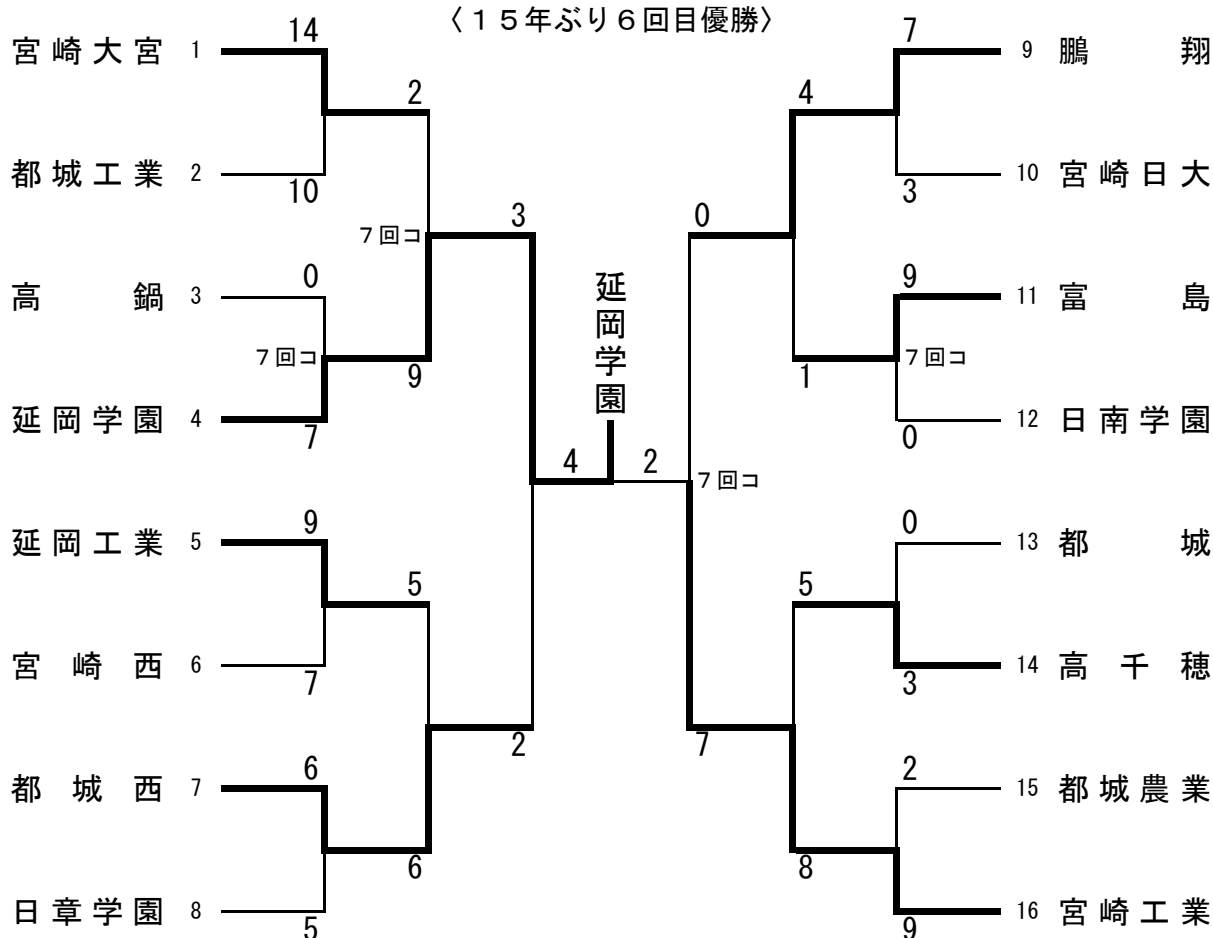 〈１５年ぶり６回目優勝〉
宮崎大宮 1 14
2
都城工業 2 10
7回コ 3
高鍋 3 0
7回コ 9
延岡学園 4 7
延岡学園
4 2 7回コ
延岡工業 5 9
5
宮崎西 6 7
2
都城西 7 6
6
日章学園 8 5
7 9 鵬翔
4
3 10 宮崎日大
0
9 11 富島
1 7回コ
0 12 日南学園
0 13 都城
5
3 14 高千穂
7
2 15 都城農業
8
9 16 宮崎工業